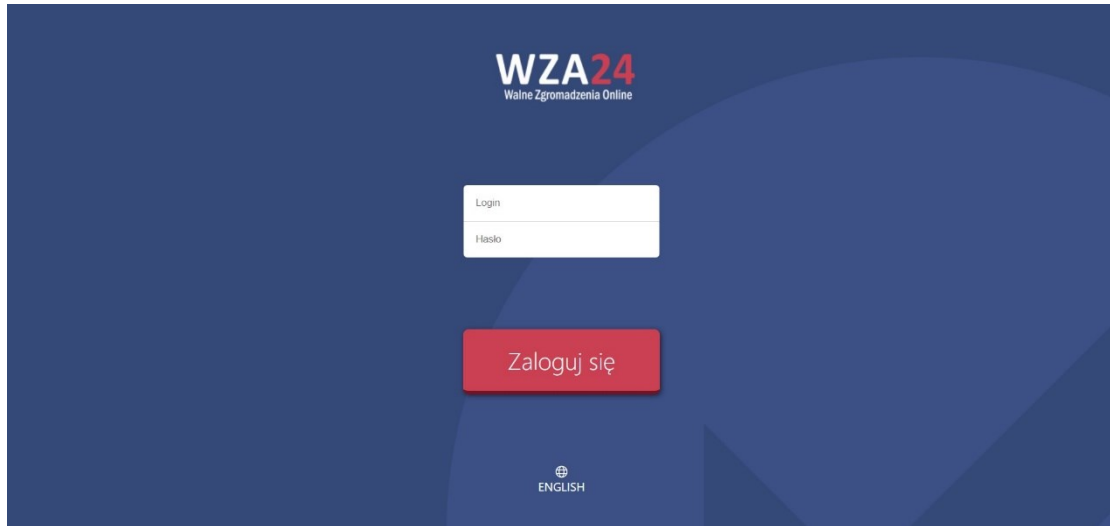 WZA24
Walne Zgromadzenia Online
Login
Hasło
Zaloguj się
ENGLISH